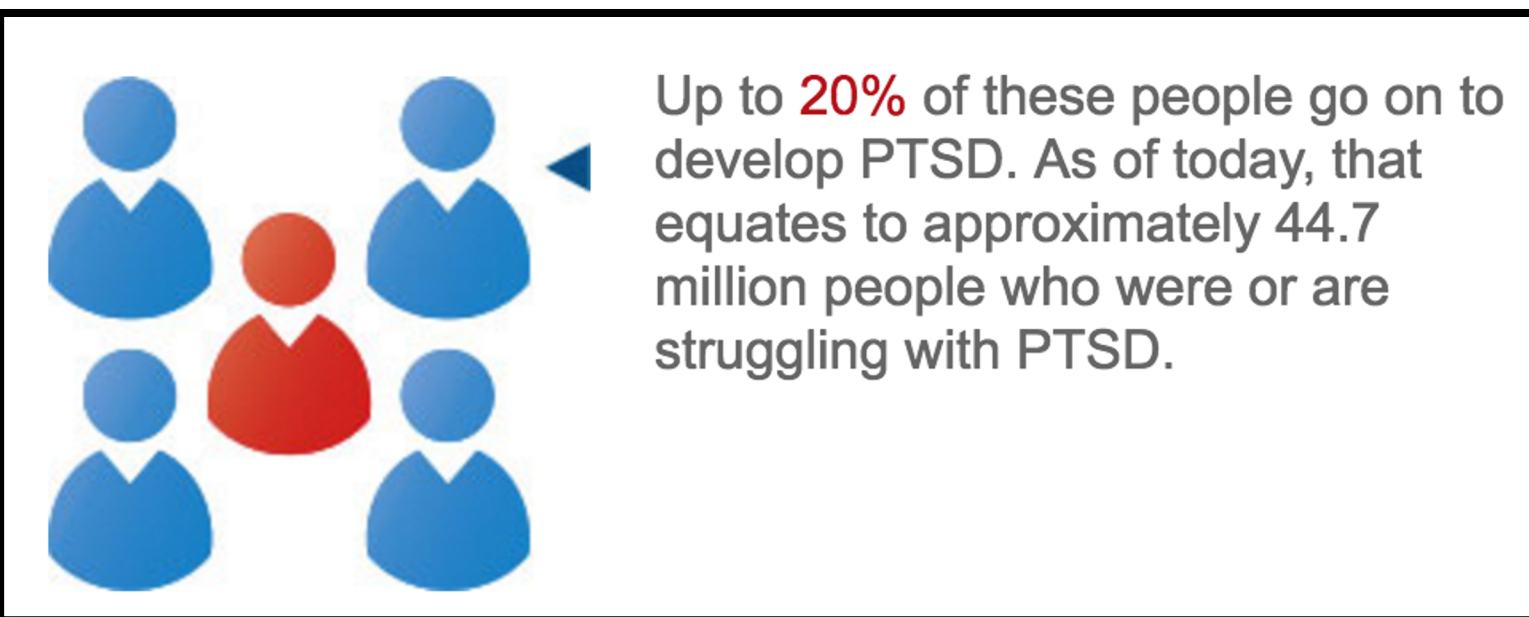 Up to 20% of these people go on to
develop PTSD. As of today, that
equates to approximately 44.7
million people who were or are
struggling with PTSD.